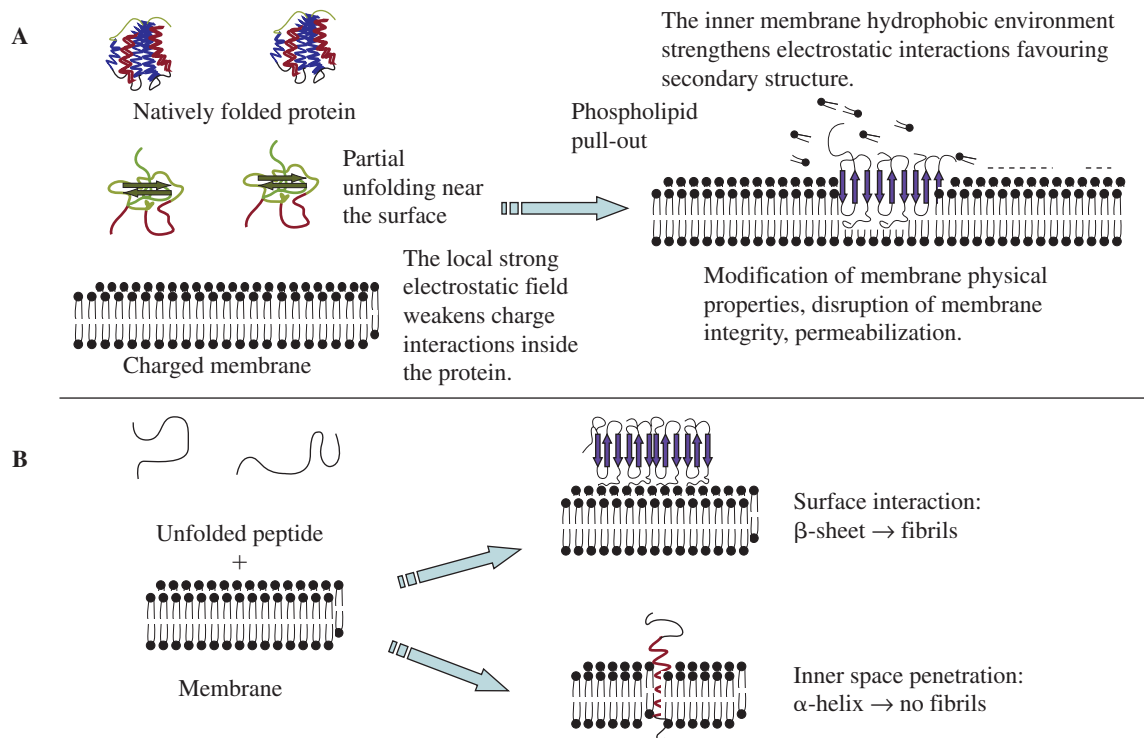 A
Natively folded protein
Partial
unfolding near
the surface
The local strong
electrostatic field
weakens charge
interactions inside
the protein.
Charged membrane
The inner membrane hydrophobic environment
strengthens electrostatic interactions favouring
secondary structure.
Phospholipid
pull-out
Modification of membrane physical
properties, disruption of membrane
integrity, permeabilization.
B
Unfolded peptide
+
Membrane
Surface interaction:
β-sheet → fibrils
Inner space penetration:
α-helix → no fibrils